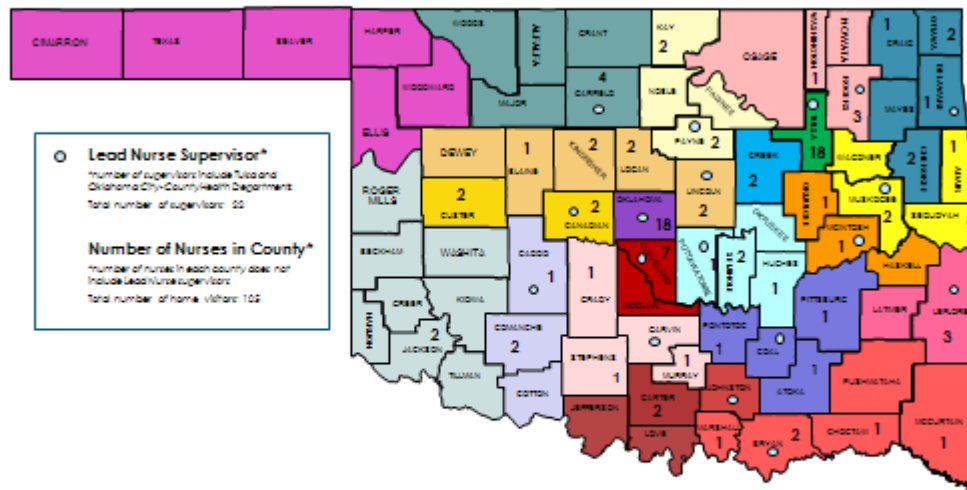 CIMARRON
TEXAS
BEAVER
HARPER
WOODS
ALFALFA
GRANT
KAY
2
OSAGE
WASHINGTON
1
NOWATA
CRAIG
1
OTTAWA
2
WOODWARD
MAJOR
4
GARFIELD
NOBLE
PAWNEE
ROGERS
3
MAYES
DELAWARE
1
ELLIS
DEWEY
1
BLAINE
KINGFISHER
2
2
LOGAN
PAYNE
2
CREEK
2
TULSA
18
WAGONER
CHEROKEE
2
ADAIR
1
Lead Nurse Supervisor*
*number of supervisors include Tulsa and
Oklahoma City-County Health Department
Total number of supervisors:
Number of Nurses in County*
*number of nurses in each county does not
include Lead Nurse supervisors
Total number of home visitors: 105
ROGER
MILLS
2
CUSTER
2
CANADIAN
OKLAHOMA
18
LINCOLN
2
OKFUSKEE
OKMULGEE
1
MUSKOGEE
2
SEQUOYAH
BECKHAM
WASHITA
CADDO
1
GRADY
1
CLEVELAND
7
MCCLAIN
POTTAWATOMIE
1
SEMINOLE
2
HUGHES
1
MCINTOSH
1
HASKELL
GREER
KIOWA
HARMON
JACKSON
2
COMANCHE
2
STEPHENS
1
GARVIN
PONTOTOC
1
PITTSBURG
1
LATIMER
LEFLORE
3
TILLMAN
COTTON
1
MURRAY
COAL
1
ATOKA
PUSHMATAHA
JEFFERSON
CARTER
2
JOHNSTON
LOVE
MARSHALL
1
BRYAN
2
CHOCTAW
1
MCCURTAIN
1